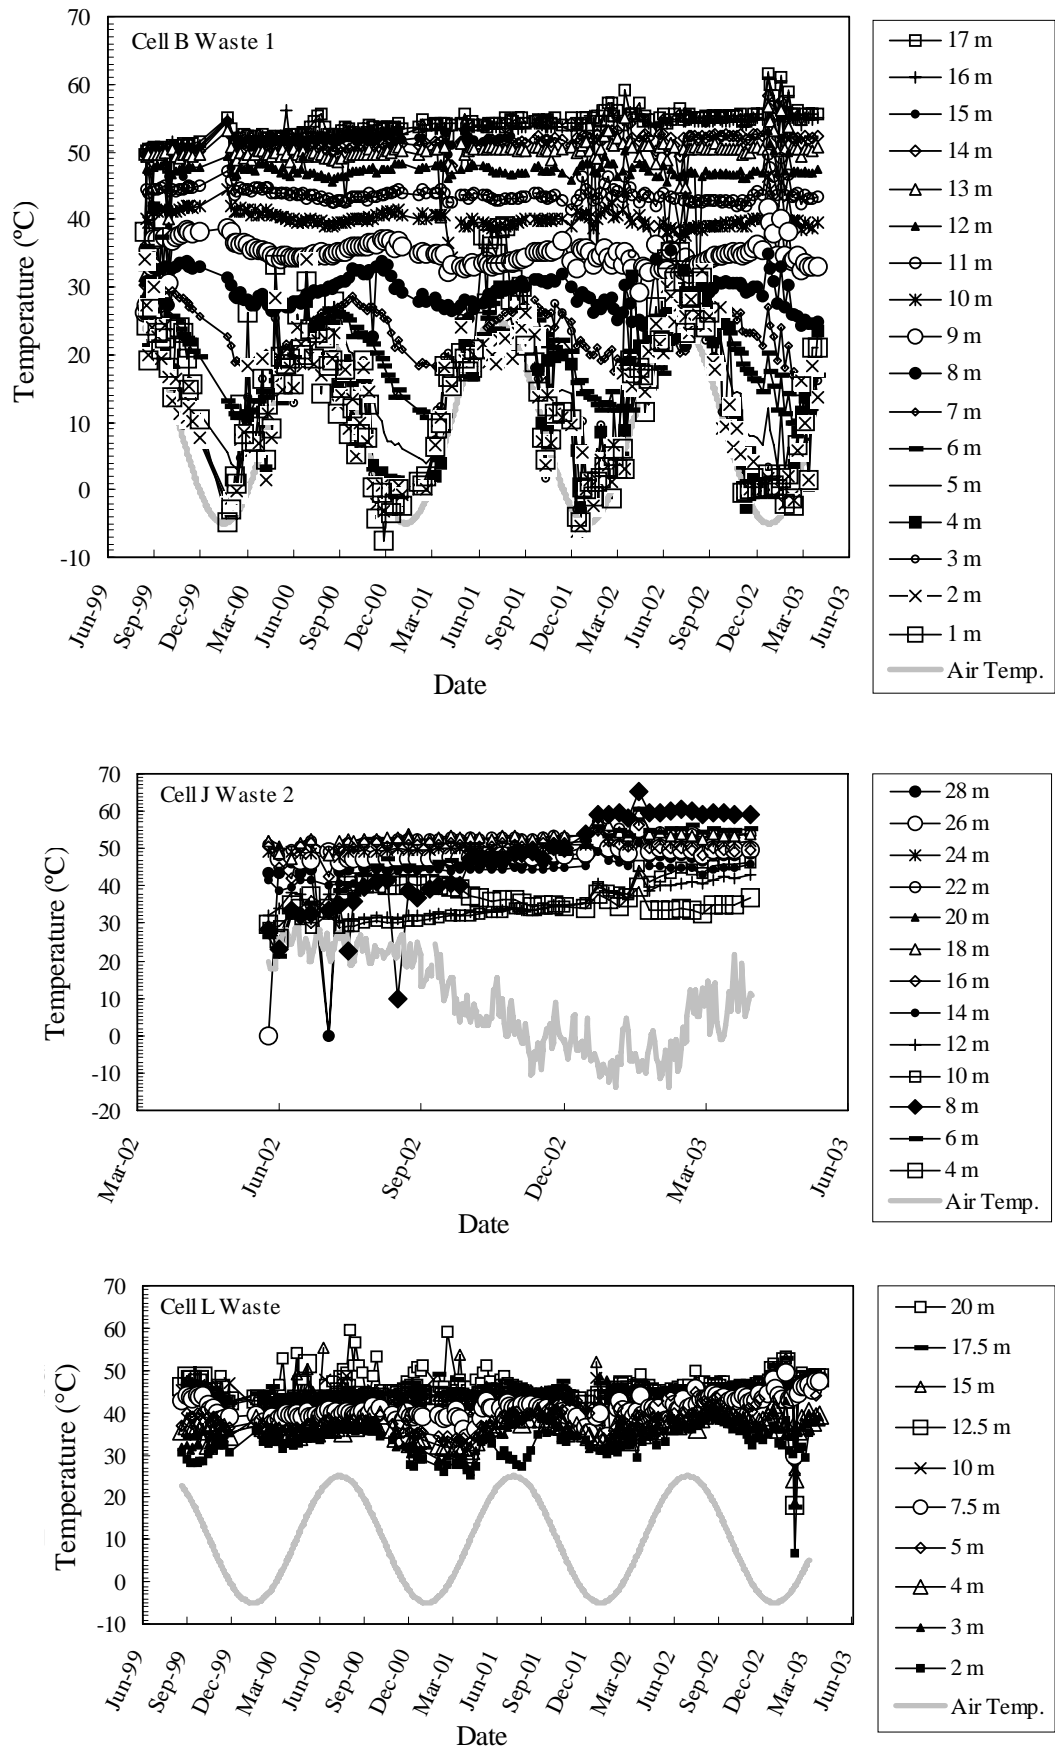 Cell B Waste 1
70
60
50
40
30
20
10
0
-10
Temperature (°C)
Jun-99
Sep-99
Dec-99
Mar-00
Jun-00
Sep-00
Dec-00
Mar-01
Jun-01
Sep-01
Dec-01
Mar-02
Jun-02
Sep-02
Dec-02
Mar-03
Jun-03
Date
17 m
16 m
15 m
14 m
13 m
12 m
11 m
10 m
9 m
8 m
7 m
6 m
5 m
4 m
3 m
2 m
1 m
Air Temp.
Cell J Waste 2
70
60
50
40
30
20
10
0
-10
-20
Temperature (°C)
Mar-02
Jun-02
Sep-02
Dec-02
Mar-03
Jun-03
Date
28 m
26 m
24 m
22 m
20 m
18 m
16 m
14 m
12 m
10 m
8 m
6 m
4 m
Air Temp.
Cell L Waste
70
60
50
40
30
20
10
0
-10
Temperature (°C)
Jun-99
Sep-99
Dec-99
Mar-00
Jun-00
Sep-00
Dec-00
Mar-01
Jun-01
Sep-01
Dec-01
Mar-02
Jun-02
Sep-02
Dec-02
Mar-03
Jun-03
Date
20 m
17.5 m
15 m
12.5 m
10 m
7.5 m
5 m
4 m
3 m
2 m
Air Temp.